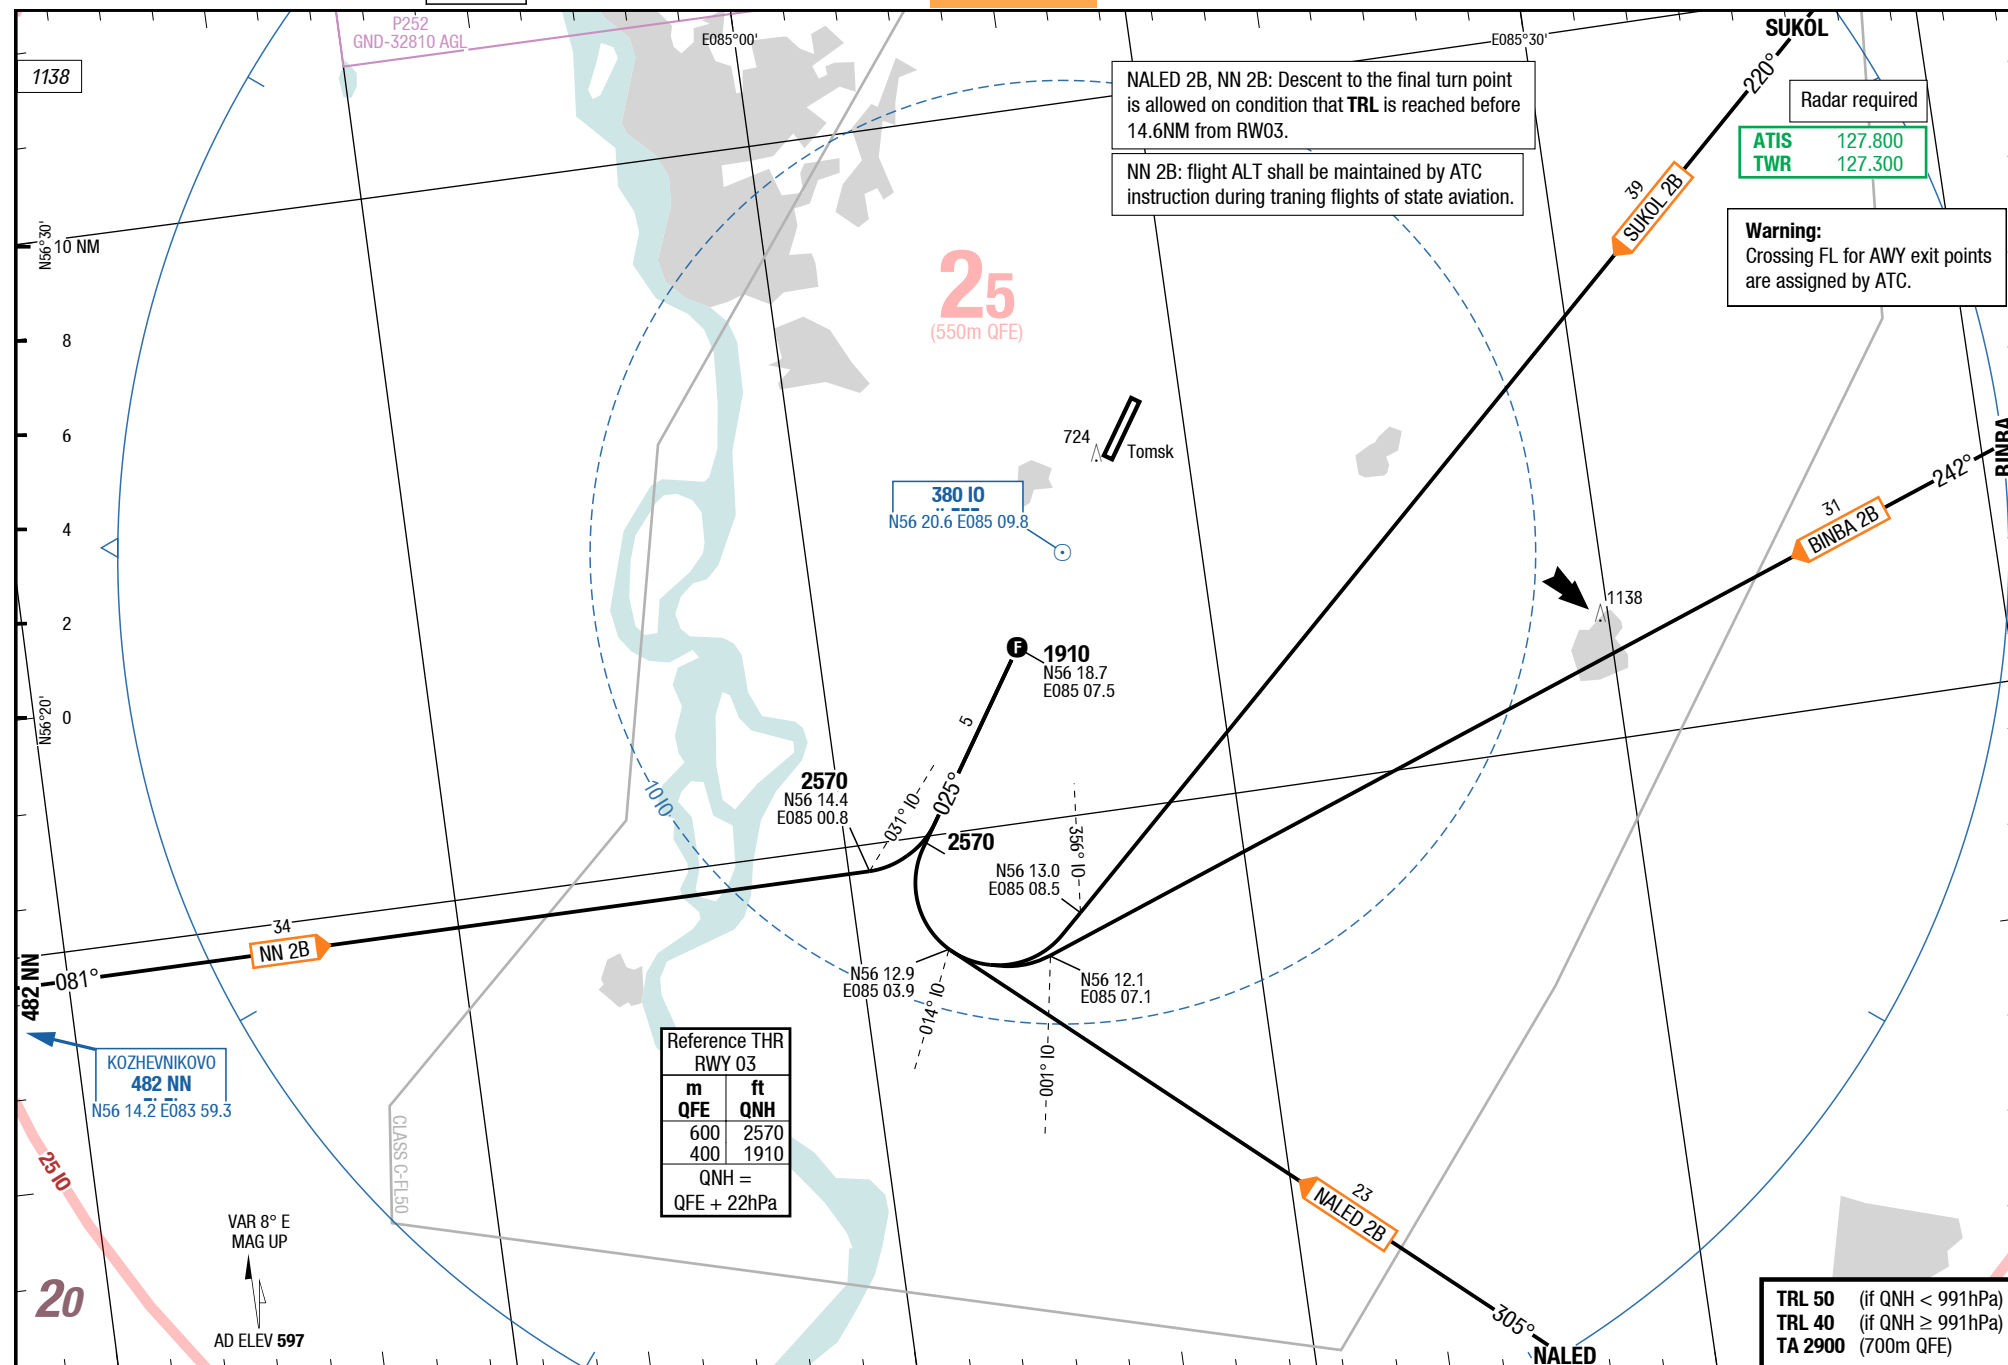 P252
GND-32810 AGL
E085°00'
E085°30'
SUKOL
1138
220°
NALED 2B, NN 2B: Descent to the final turn point
is allowed on condition that TRL is reached before
14.6NM from RW03.
Radar required
ATIS 127.800
TWR 127.300
NN 2B: flight ALT shall be maintained by ATC
instruction during traning flights of state aviation.
39
SUKOL 2B
Warning:
Crossing FL for AWY exit points
are assigned by ATC.
N56°30'
10 NM
25
(550m QFE)
8
6
724
Tomsk
BINBA
242°
31
BINBA 2B
380 IO
N56 20.6 E085 09.8
4
1138
2
F
1910
N56 18.7
E085 07.5
N56°20'
0
5
10 IO
2570
N56 14.4
E085 00.8
031° IO
025°
2570
356° IO
N56 13.0
E085 08.5
34
NN 2B
081°
482 NN
N56 12.9
E085 03.9
014° IO
N56 12.1
E085 07.1
001° IO
KOZHEVNIKOVO
482 NN
N56 14.2 E083 59.3
Reference THR
RWY 03
m ft
QFE QNH
600 2570
400 1910
QNH =
QFE + 22hPa
CLASS C-FL50
25 IO
23
NALED 2B
VAR 8° E
MAG UP
20
AD ELEV 597
305°
NALED
TRL 50 (if QNH < 991hPa)
TRL 40 (if QNH ≥ 991hPa)
TA 2900 (700m QFE)